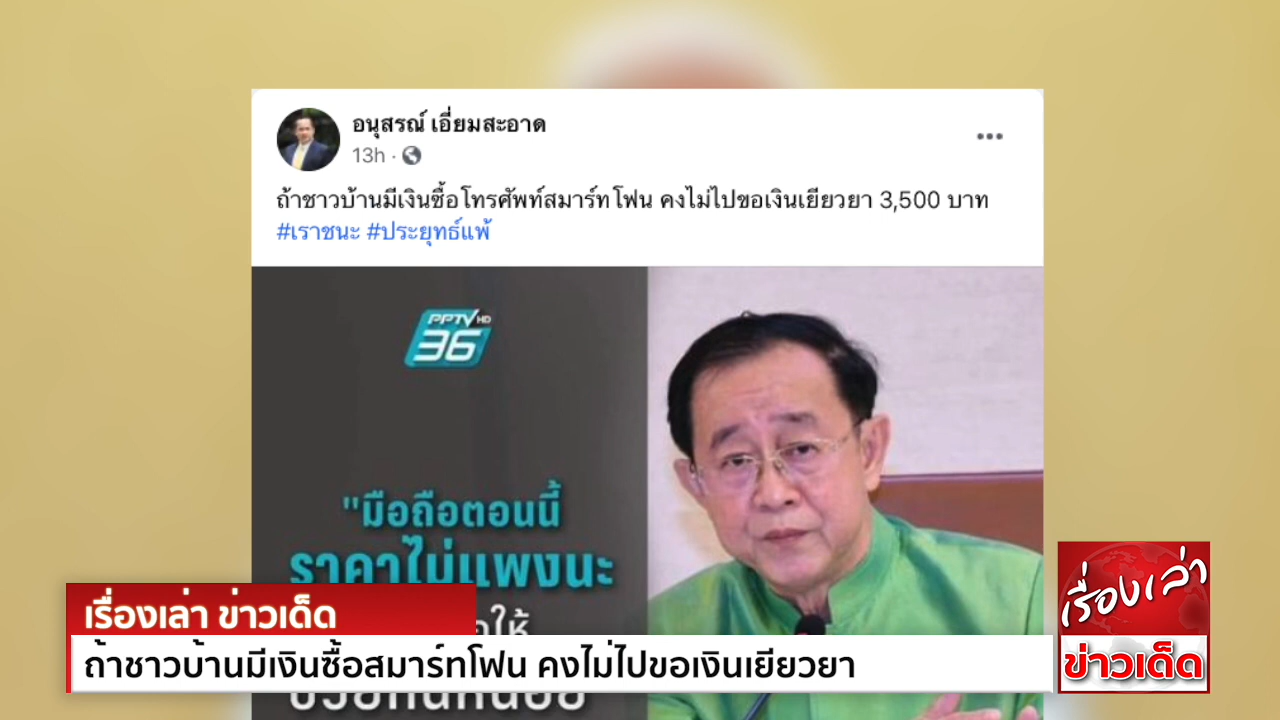 อนุสรณ์ เอี่ยมสะอาด
13h ·
ถ้าชาวบ้านมีเงินซื้อโทรศัพท์สมาร์ทโฟน คงไม่ไปขอเงินเยียวยา 3,500 บาท
#เราชนะ #ประยุทธ์แพ้
PPTV HD
36
"มือถือตอนนี้
ราคาไม่แพงนะ
ให้
เรื่องเล่า ข่าวเด็ด
ถ้าชาวบ้านมีเงินซื้อสมาร์ทโฟน คงไม่ไปขอเงินเยียวยา
เรื่องเล่า
ข่าวเด็ด